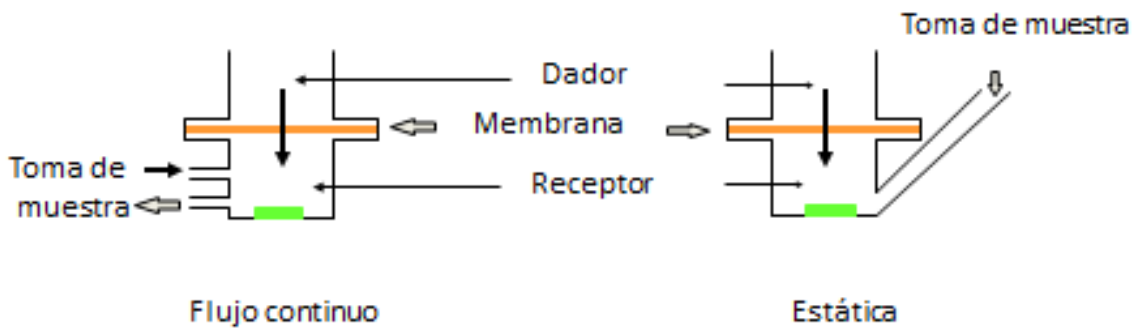 Toma de muestra
Dador
Membrana
Toma de
muestra
Receptor
Flujo continuo
Estática